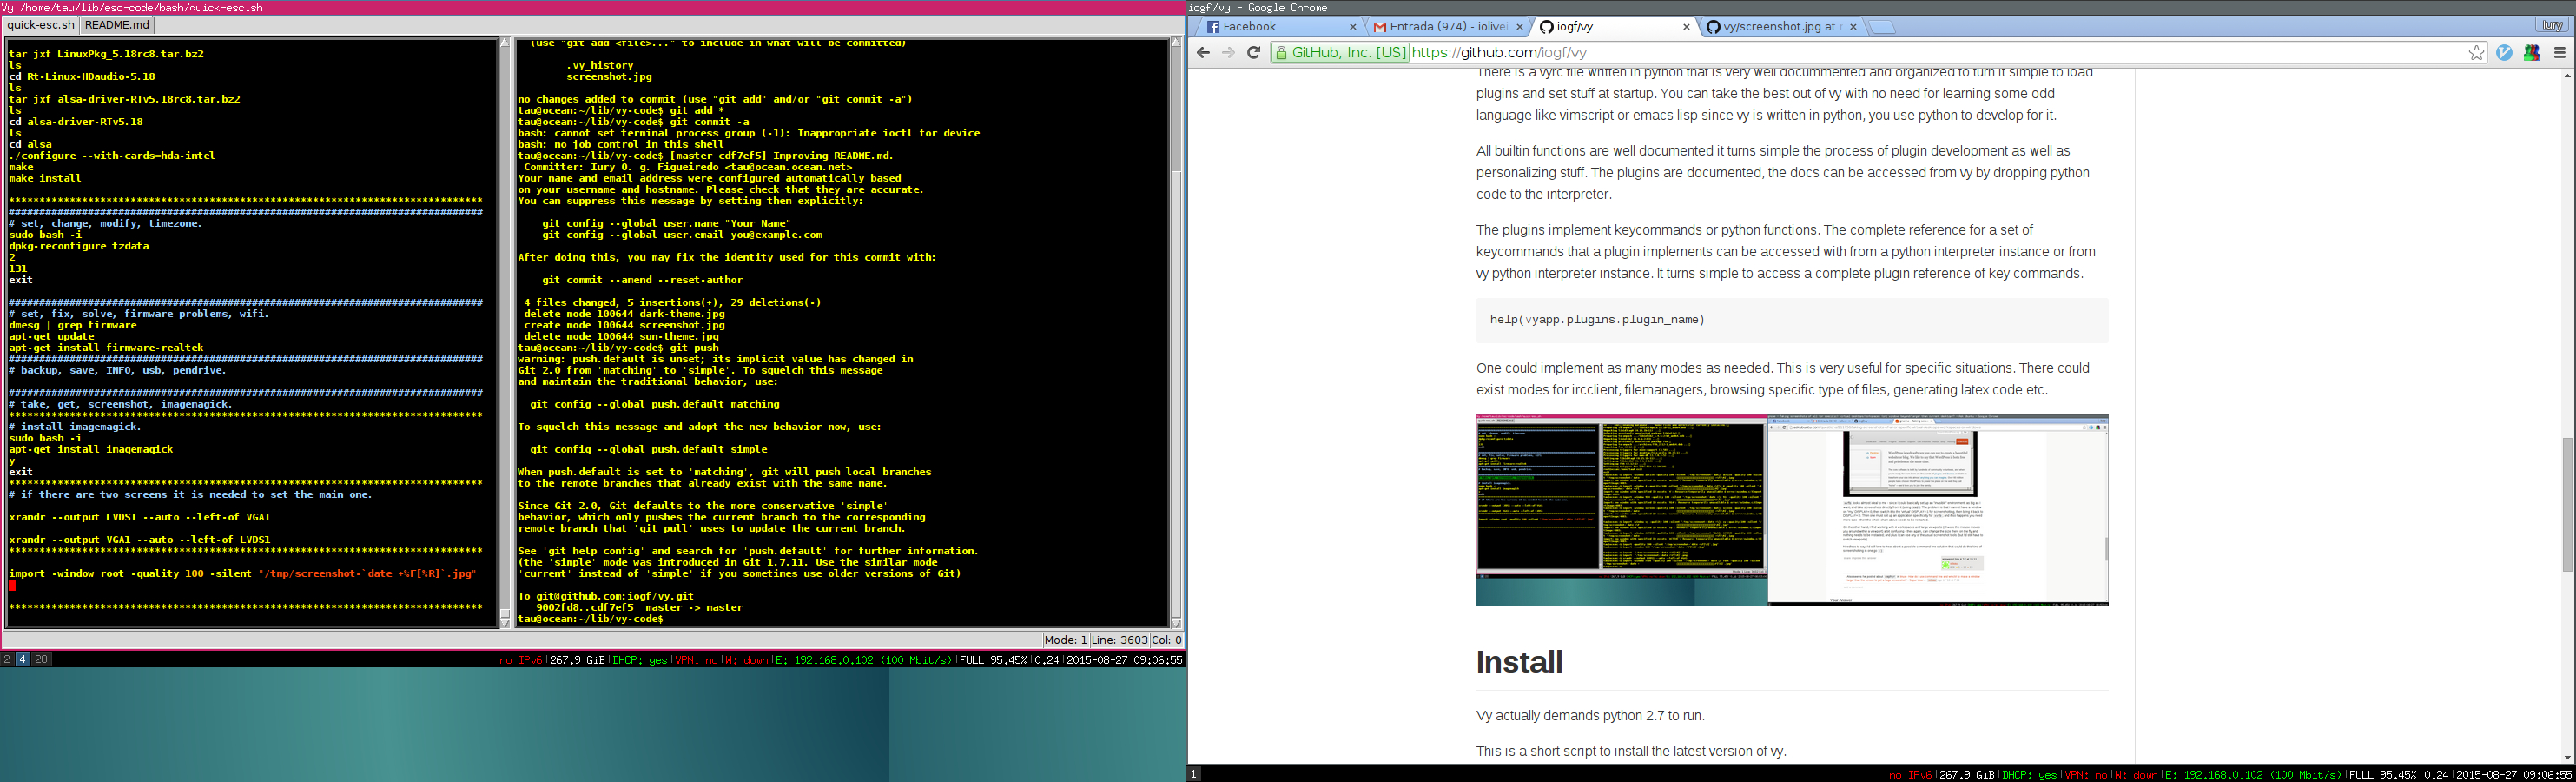 Vy /home/tau/lib/esc-code/bash/quick-esc.sh
quick-esc.sh README.md
tar jxf LinuxPkg_5.18rc8.tar.bz2
ls
cd Rt-Linux-HDaudio-5.18
ls
tar jxf alsa-driver-RTv5.18rc8.tar.bz2
ls
cd alsa-driver-RTv5.18
ls
cd alsa
./configure --with-cards=hda-intel
make
make install
******************************************************************************
##############################################################################
# set, change, modify, timezone.
sudo bash -i
dpkg-reconfigure tzdata
2
131
exit
##############################################################################
# set, fix, solve, firmware problems, wifi.
dmesg | grep firmware
apt-get update
apt-get install firmware-realtek
##############################################################################
# backup, save, INFO, usb, pendrive.
##############################################################################
# take, get, screenshot, imagemagick.
******************************************************************************
# install imagemagick.
sudo bash -i
apt-get install imagemagick
y
exit
******************************************************************************
# if there are two screens it is needed to set the main one.
xrandr --output LVDS1 --auto --left-of VGA1
xrandr --output VGA1 --auto --left-of LVDS1
******************************************************************************
import -window root -quality 100 -silent "/tmp/screenshot-`date +%F[%R]`.jpg"
******************************************************************************
(use "git add <file>..." to include in what will be committed)
.vy_history
screenshot.jpg
no changes added to commit (use "git add" and/or "git commit -a")
tau@ocean:~/lib/vy-code$ git add *
tau@ocean:~/lib/vy-code$ git commit -a
bash: cannot set terminal process group (-1): Inappropriate ioctl for device
bash: no job control in this shell
tau@ocean:~/lib/vy-code$ [master cdf7ef5] Improving README.md.
Committer: Iury O. g. Figueiredo <tau@ocean.ocean.net>
Your name and email address were configured automatically based
on your username and hostname. Please check that they are accurate.
You can suppress this message by setting them explicitly:
git config --global user.name "Your Name"
git config --global user.email you@example.com
After doing this, you may fix the identity used for this commit with:
git commit --amend --reset-author
4 files changed, 5 insertions(+), 29 deletions(-)
delete mode 100644 dark-theme.jpg
create mode 100644 screenshot.jpg
delete mode 100644 sun-theme.jpg
tau@ocean:~/lib/vy-code$ git push
warning: push.default is unset; its implicit value has changed in
Git 2.0 from 'matching' to 'simple'. To squelch this message
and maintain the traditional behavior, use:
git config --global push.default matching
To squelch this message and adopt the new behavior now, use:
git config --global push.default simple
When push.default is set to 'matching', git will push local branches
to the remote branches that already exist with the same name.
Since Git 2.0, Git defaults to the more conservative 'simple'
behavior, which only pushes the current branch to the corresponding
remote branch that 'git pull' uses to update the current branch.
See 'git help config' and search for 'push.default' for further information.
(the 'simple' mode was introduced in Git 1.7.11. Use the similar mode
'current' instead of 'simple' if you sometimes use older versions of Git)
To git@github.com:iogf/vy.git
9002fd8..cdf7ef5 master -> master
tau@ocean:~/lib/vy-code$
Mode: 1 Line: 3603 Col: 0
2 4 28 no IPv6|267.9 GiB|DHCP: yes|VPN: no|W: down|E: 192.168.0.102 (100 Mbit/s)|FULL 95.45%|0.24|2015-08-27 09:06:55
iogf/vy - Google Chrome
Facebook Entrada (974) - iolivei iogf/vy vy/screenshot.jpg at Iury
GitHub, Inc. [US] https://github.com/iogf/vy
There is a vyrc file written in python that is very well docummented and organized to turn it simple to load
plugins and set stuff at startup. You can take the best out of vy with no need for learning some odd
language like vimscript or emacs lisp since vy is written in python, you use python to develop for it.
All builtin functions are well documented it turns simple the process of plugin development as well as
personalizing stuff. The plugins are documented, the docs can be accessed from vy by dropping python
code to the interpreter.
The plugins implement keycommands or python functions. The complete reference for a set of
keycommands that a plugin implements can be accessed with from a python interpreter instance or from
vy python interpreter instance. It turns simple to access a complete plugin reference of key commands.
help(vyapp.plugins.plugin_name)
One could implement as many modes as needed. This is very useful for specific situations. There could
exist modes for ircclient, filemanagers, browsing specific type of files, generating latex code etc.
Install
Vy actually demands python 2.7 to run.
This is a short script to install the latest version of vy.
1 no IPv6|267.9 GiB|DHCP: yes|VPN: no|W: down|E: 192.168.0.102 (100 Mbit/s)|FULL 95.45%|0.24|2015-08-27 09:06:55